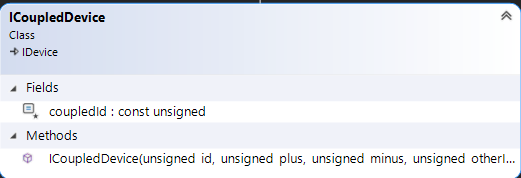 ICoupledDevice
Class
IDevice
Fields
coupledId : const unsigned
Methods
ICoupledDevice(unsigned id, unsigned plus, unsigned minus, unsigned otherI...